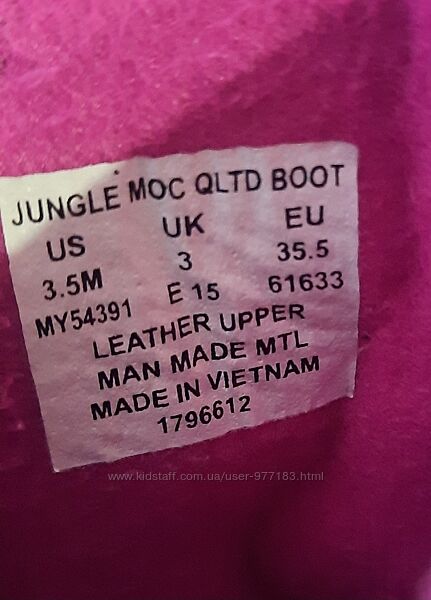 JUNGLE MOC QLTD BOOT
US UK EU
3.5M 3 35.5
MY54391 E 15 61633
LEATHER UPPER
MAN MADE MTL
MADE IN VIETNAM
1796612
www.kidstaff.com.ua/user-977183.html